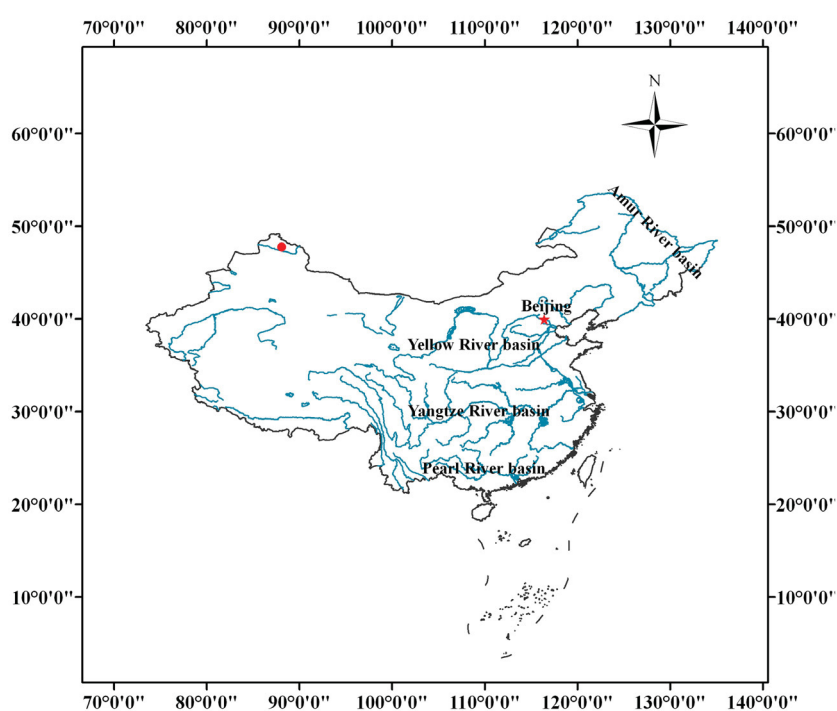 70°0'0" 80°0'0" 90°0'0" 100°0'0" 110°0'0" 120°0'0" 130°0'0" 140°0'0"
N
60°0'0" 60°0'0"
Amur River basin
50°0'0" 50°0'0"
Beijing
40°0'0" 40°0'0"
Yellow River basin
30°0'0" Yangtze River basin 30°0'0"
Pearl River basin
20°0'0" 20°0'0"
10°0'0" 10°0'0"
70°0'0" 80°0'0" 90°0'0" 100°0'0" 110°0'0" 120°0'0" 130°0'0" 140°0'0"